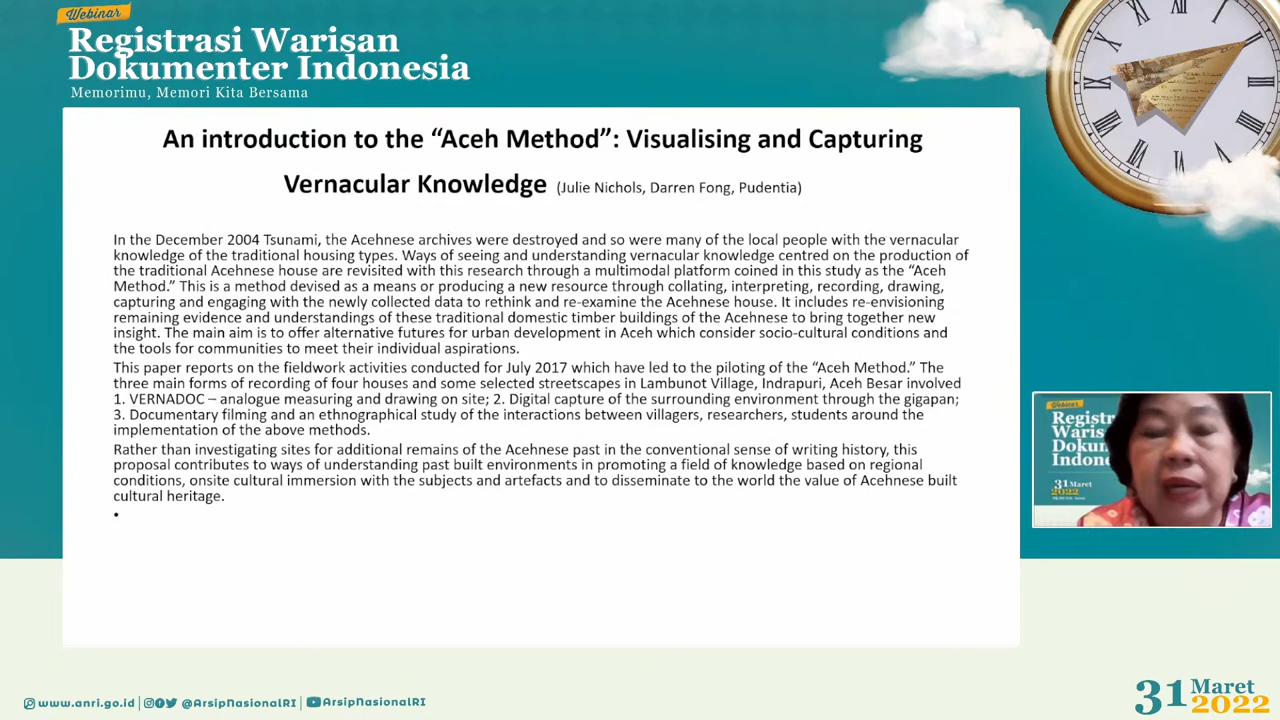 Webinar
Registrasi Warisan
Dokumenter Indonesia
Memorimu, Memori Kita Bersama
An introduction to the “Aceh Method”: Visualising and Capturing
Vernacular Knowledge (Julie Nichols, Darren Fong, Pudentia)
In the December 2004 Tsunami, the Acehnese archives were destroyed and so were many of the local people with the vernacular
knowledge of the traditional housing types. Ways of seeing and understanding vernacular knowledge centred on the production of
the traditional Acehnese house are revisited with this research through a multimodal platform coined in this study as the “Aceh
Method.” This is a method devised as a means or producing a new resource through collating, interpreting, recording, drawing,
capturing and engaging with the newly collected data to rethink and re-examine the Acehnese house. It includes re-envisioning
remaining evidence and understandings of these traditional domestic timber buildings of the Acehnese to bring together new
insight. The main aim is to offer alternative futures for urban development in Aceh which consider socio-cultural conditions and
the tools for communities to meet their individual aspirations.
This paper reports on the fieldwork activities conducted for July 2017 which have led to the piloting of the “Aceh Method.” The
three main forms of recording of four houses and some selected streetscapes in Lambunot Village, Indrapuri, Aceh Besar involved
1. VERNADOC – analogue measuring and drawing on site; 2. Digital capture of the surrounding environment through the gigapan;
3. Documentary filming and an ethnographical study of the interactions between villagers, researchers, students around the
implementation of the above methods.
Rather than investigating sites for additional remains of the Acehnese past in the conventional sense of writing history, this
proposal contributes to ways of understanding past built environments in promoting a field of knowledge based on regional
conditions, onsite cultural immersion with the subjects and artefacts and to disseminate to the world the value of Acehnese built
cultural heritage.
•
Webinar
Registr
Waris
Dokun
Indone
31 Maret
2022
www.anri.go.id | @ArsipNasionalRI | ArsipNasionalRI
31 Maret
2022